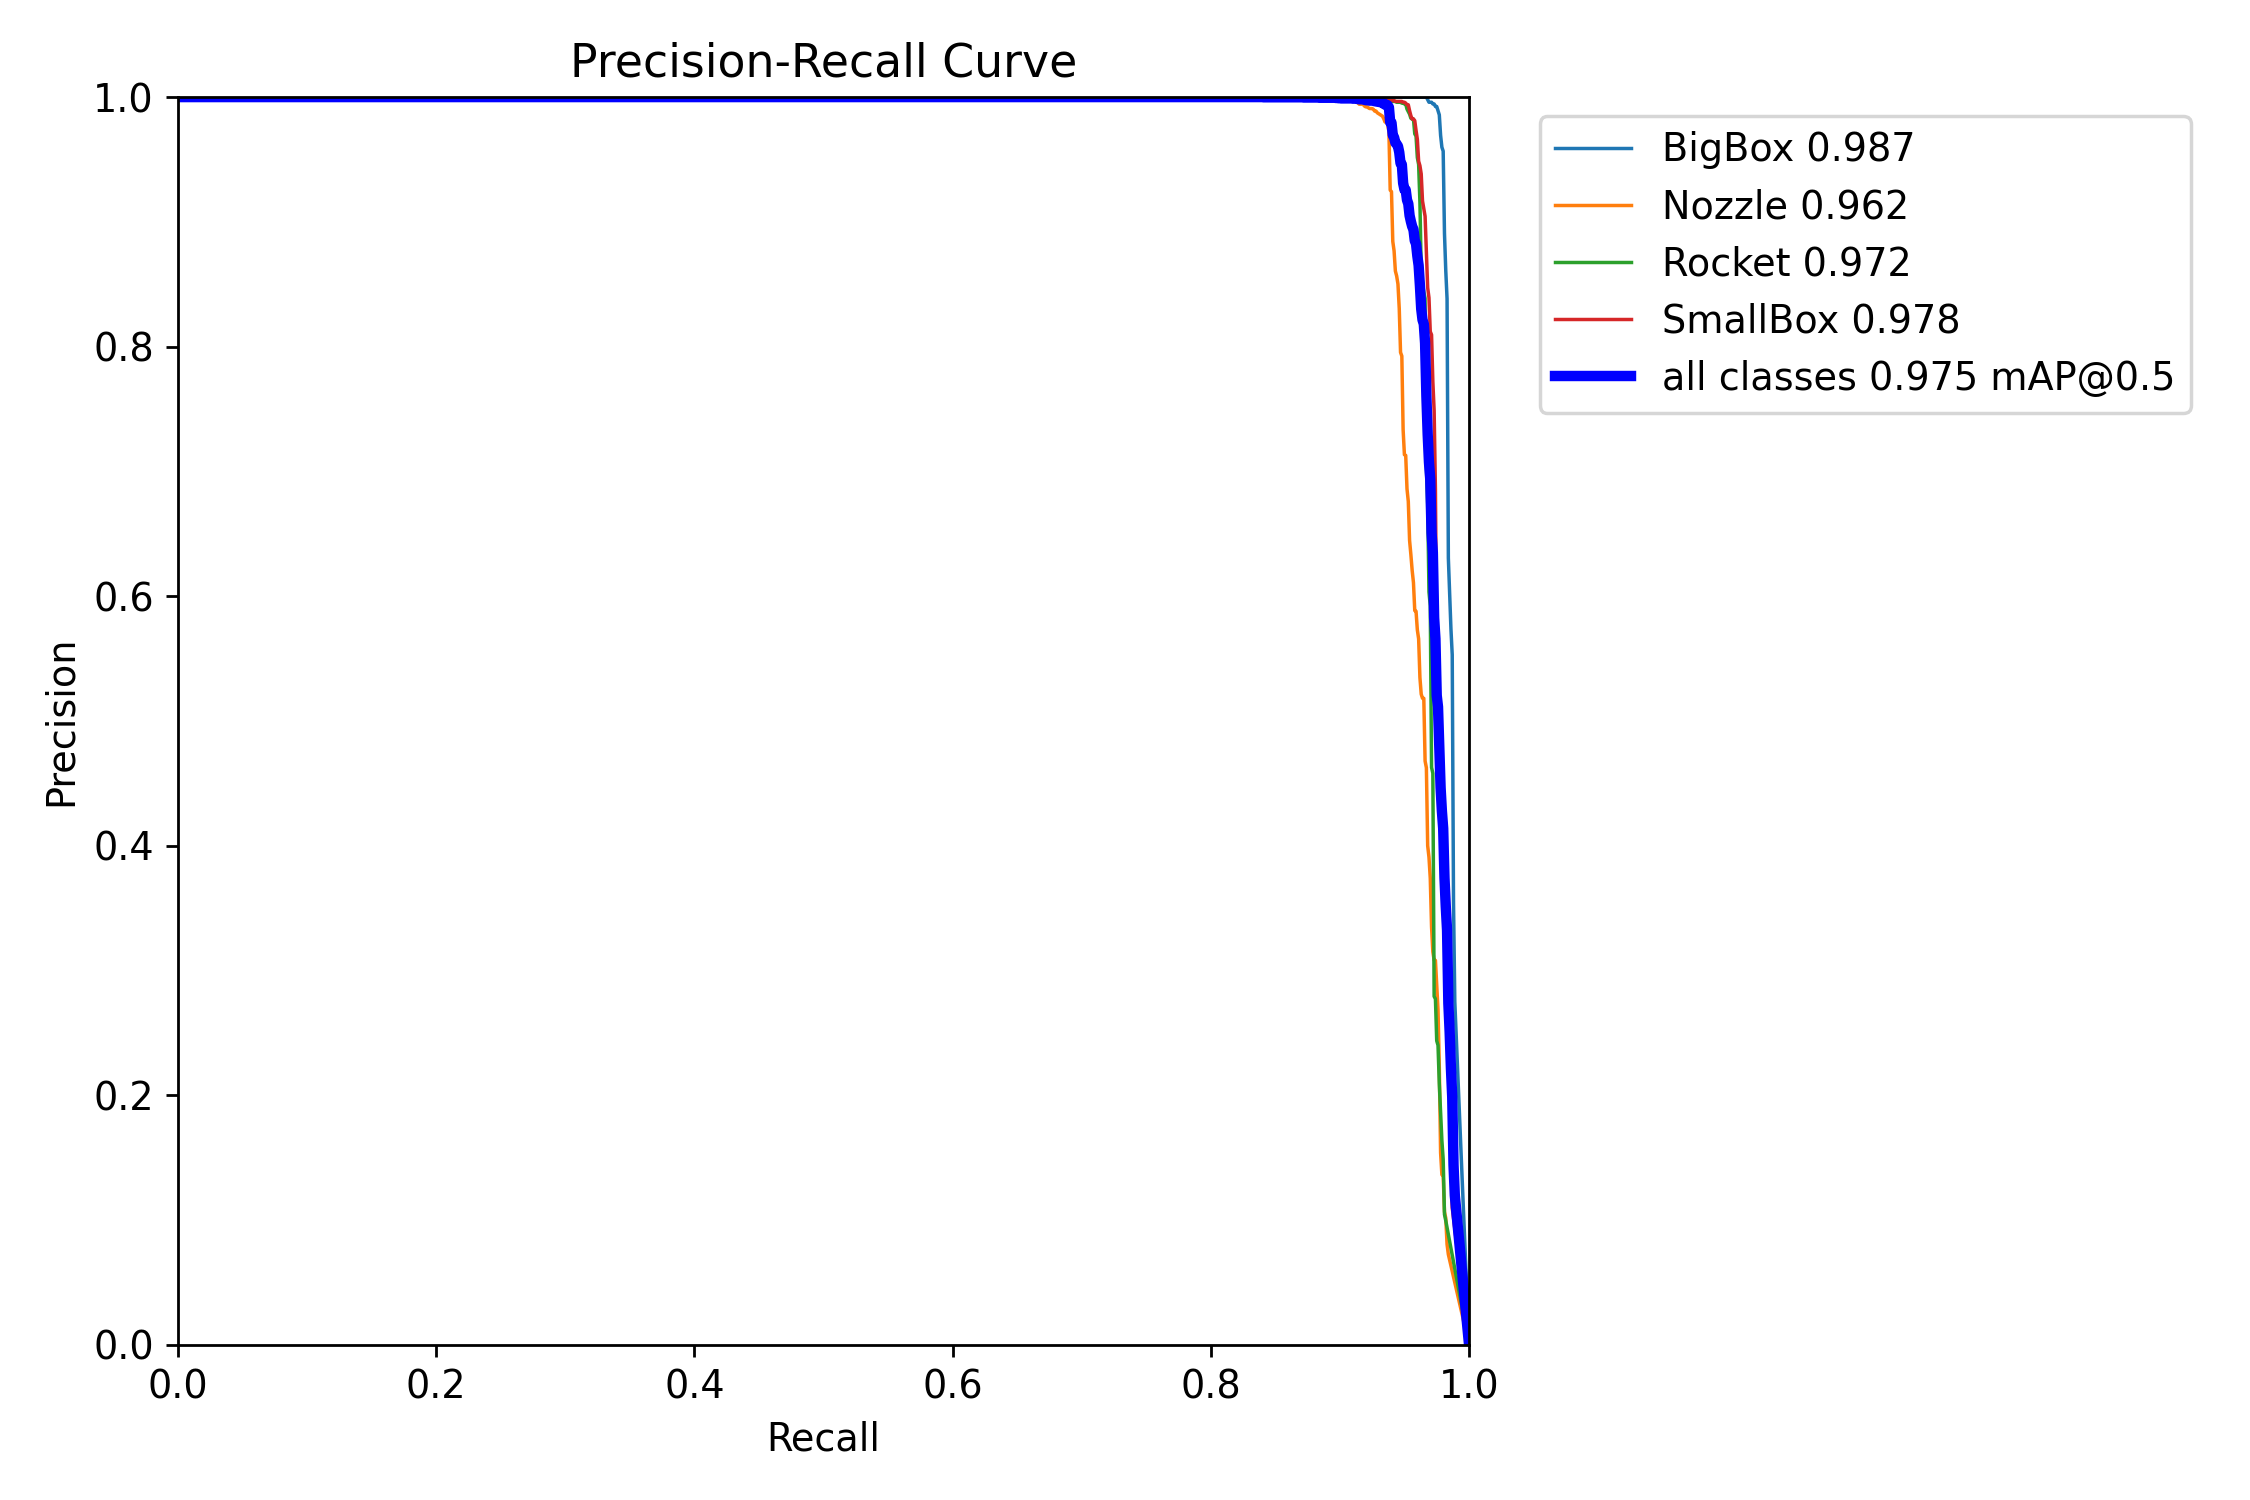 Precision-Recall Curve
1.0
0.8
0.6
0.4
0.2
0.0
Precision
0.0 0.2 0.4 0.6 0.8 1.0
Recall
BigBox 0.987
Nozzle 0.962
Rocket 0.972
SmallBox 0.978
all classes 0.975 mAP@0.5